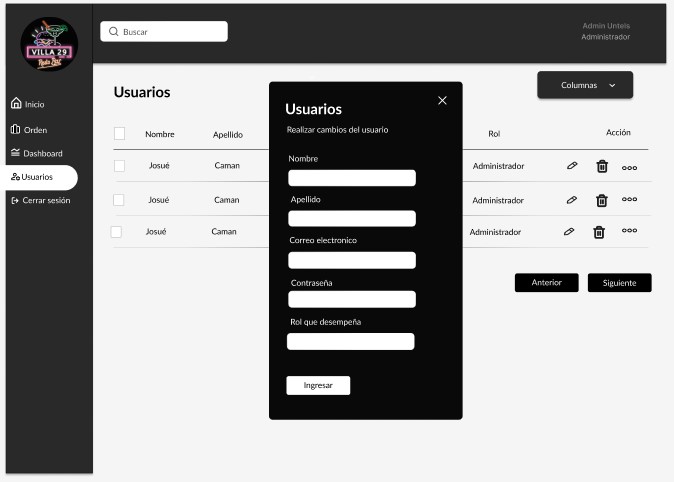 VILLA 29
Resto Bar
Buscar
Admin Untels
Administrador
Inicio
Orden
Dashboard
Usuarios
Cerrar sesión
Usuarios
Columnas
Nombre Apellido Rol Acción
Josué Caman Administrador
Josué Caman Administrador
Josué Caman Administrador
Anterior Siguiente
Usuarios
Realizar cambios del usuario
Nombre
Apellido
Correo electronico
Contraseña
Rol que desempeña
Ingresar